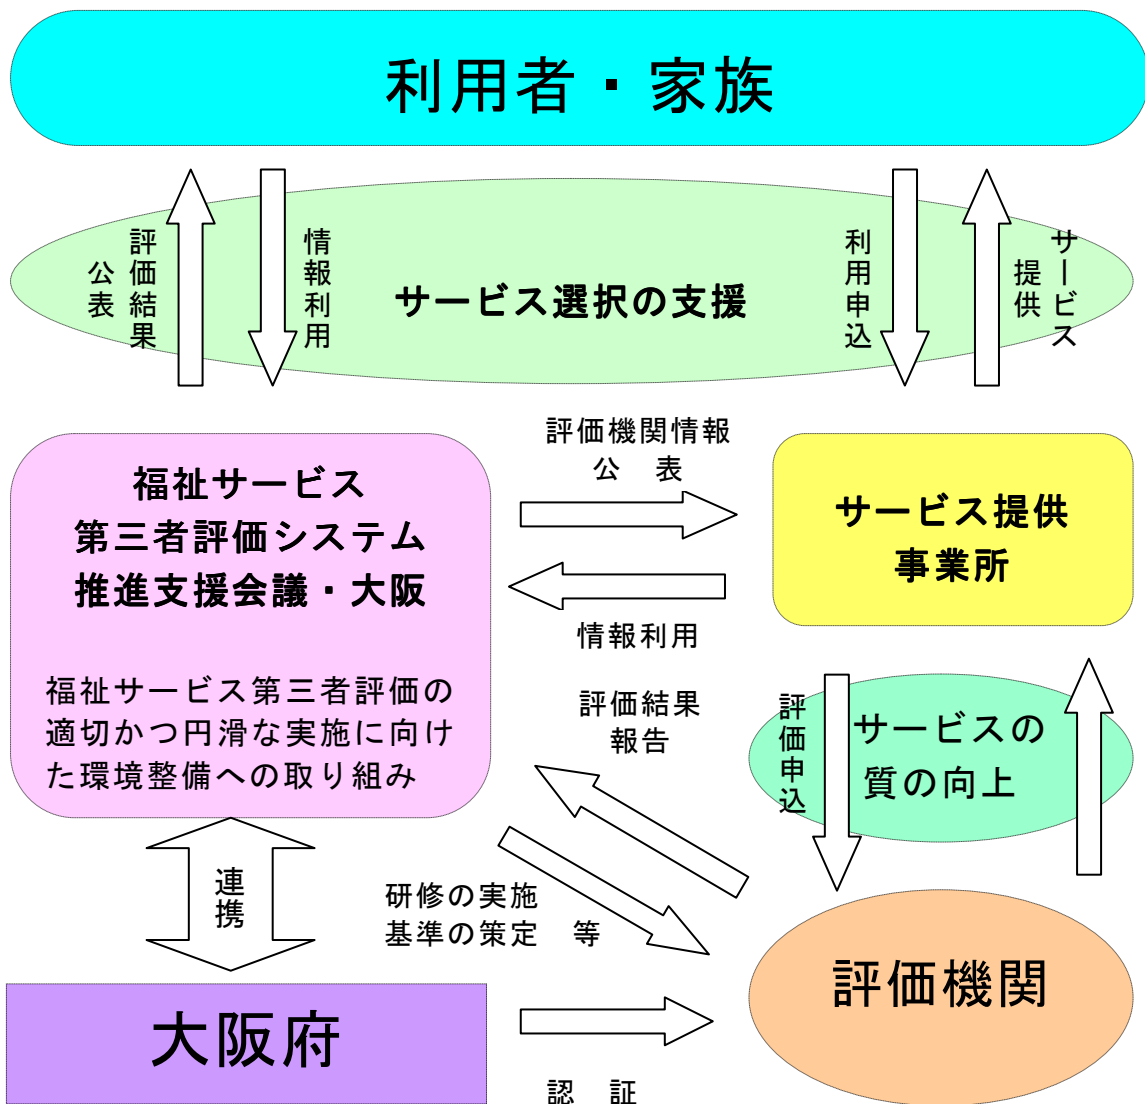 利用者・家族
公表
評価結果
情報利用
サービス選択の支援
利用申込
提供
サービス
評価機関情報
公　表
福祉サービス
第三者評価システム
推進支援会議・大阪
サービス提供
事業所
情報利用
福祉サービス第三者評価の
適切かつ円滑な実施に向け
た環境整備への取り組み
評価結果
報告
評価申込
サービスの
質の向上
連携
研修の実施
基準の策定　等
評価機関
大阪府
認　証